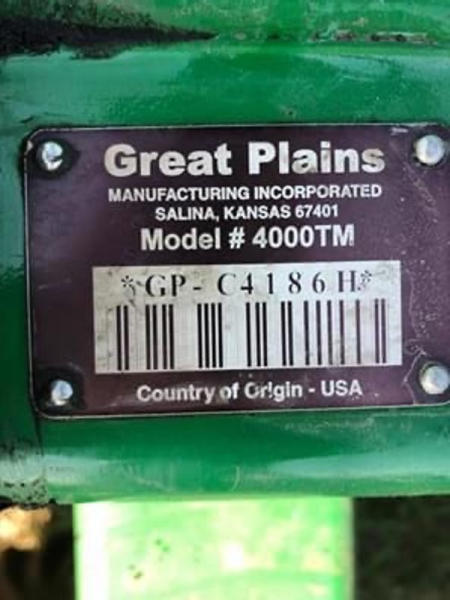 Great Plains
MANUFACTURING INCORPORATED
SALINA, KANSAS 67401
Model # 4000TM
*GP-C4186H*
Country of Origin - USA